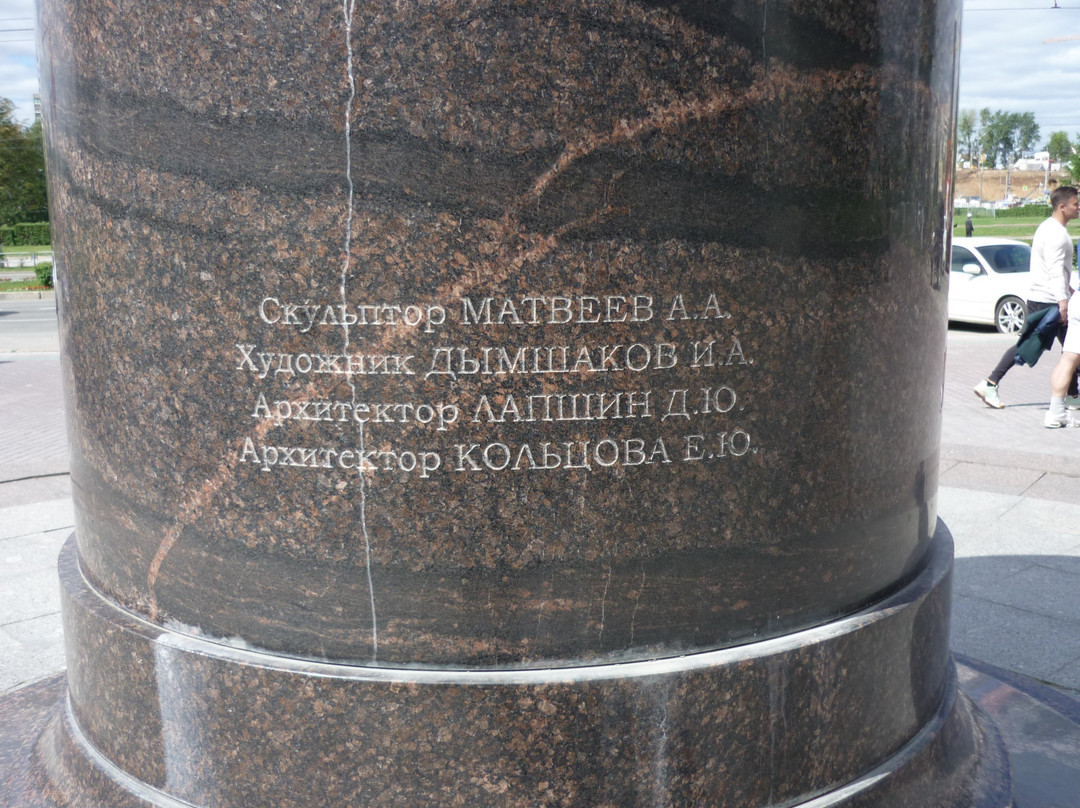 Скульптор МАТВЕЕВ А.А.
Художник ДЫМШАКОВ И.А.
Архитектор ЛАПШИН Д.Ю.
Архитектор КОЛЬЦОВА Е.Ю.